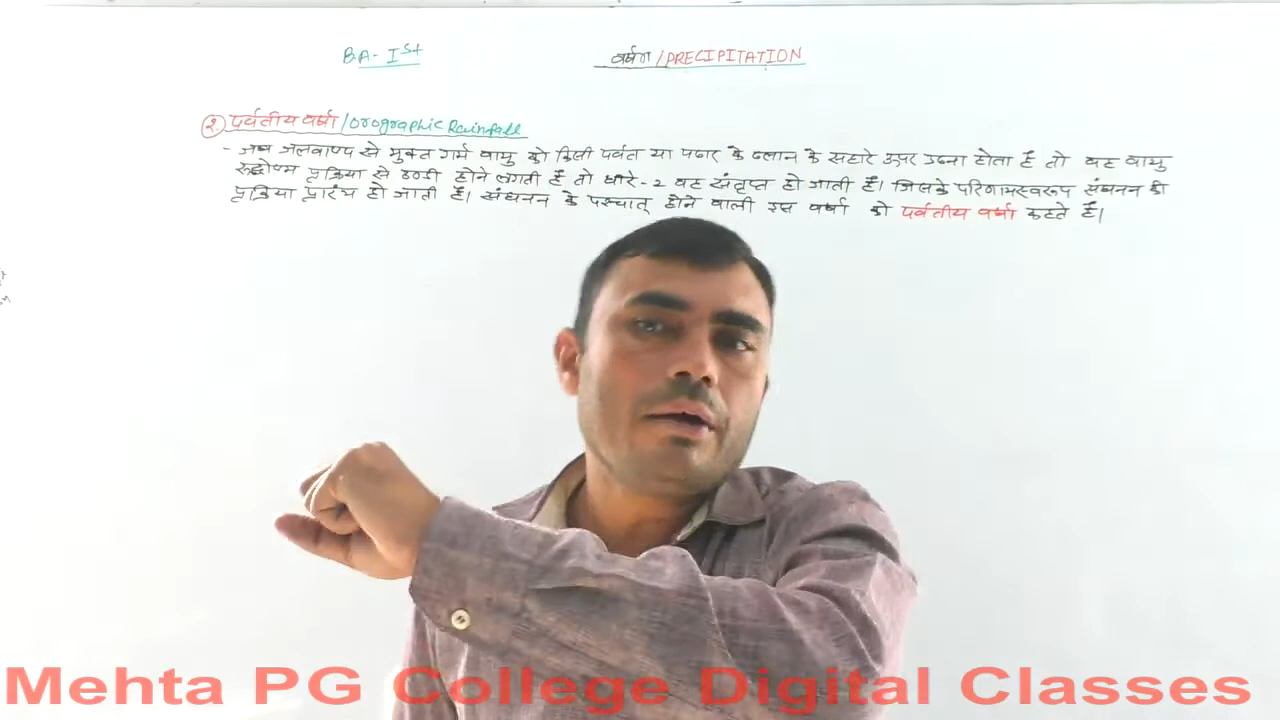 BA- Ist
वर्षण /PRECIPITATION
2. पर्वतीय वर्षा /Orographic Rainfall
- जब जलवाष्प से मुक्त गर्म वायु को किसी पर्वत या पठार के ढलान के सहारे ऊपर उठना होता है तो वह वायु
रुद्धोष्म प्रक्रिया से ठण्डी होने लगती है तो धीरे-2 वह संतृप्त हो जाती है। जिसके परिणामस्वरूप संघनन की
प्रक्रिया प्रारंभ हो जाती है। संघनन के पश्चात् होने वाली इस वर्षा को पर्वतीय वर्षा कहते हैं।
Mehta PG College Digital Classes